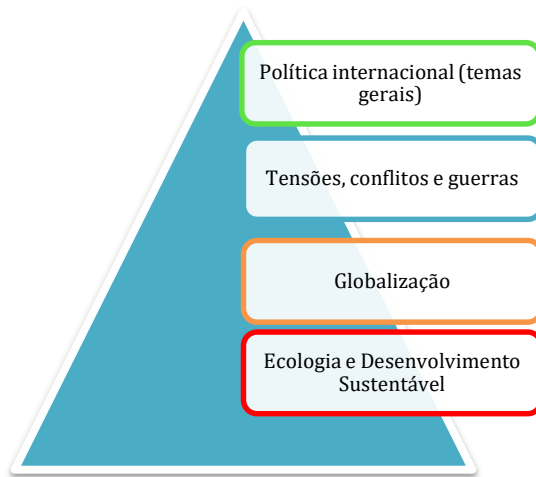 Política internacional (temas
gerais)
Tensões, conflitos e guerras
Globalização
Ecologia e Desenvolvimento
Sustentável